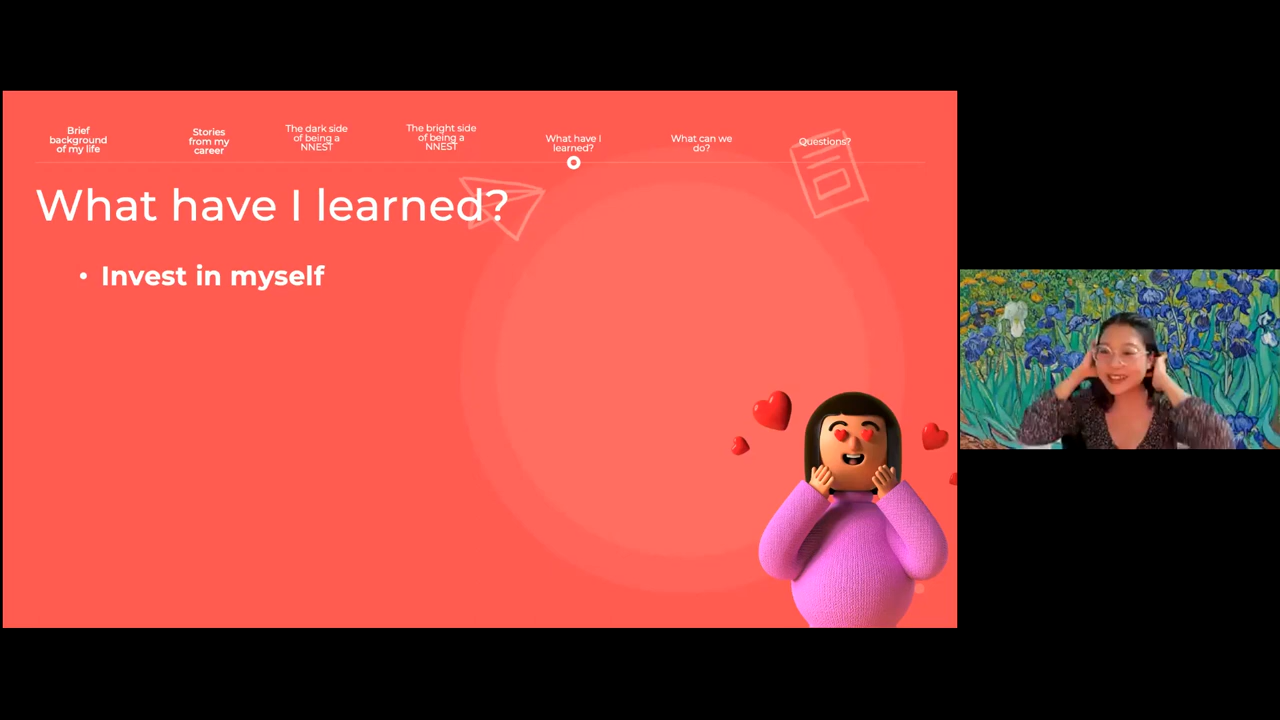 Brief
background
of my life
Stories
from my
career
The dark side
of being a
NNEST
The bright side
of being a
NNEST
What have I
learned?
What can we
do?
Questions?
What have I learned?
• Invest in myself